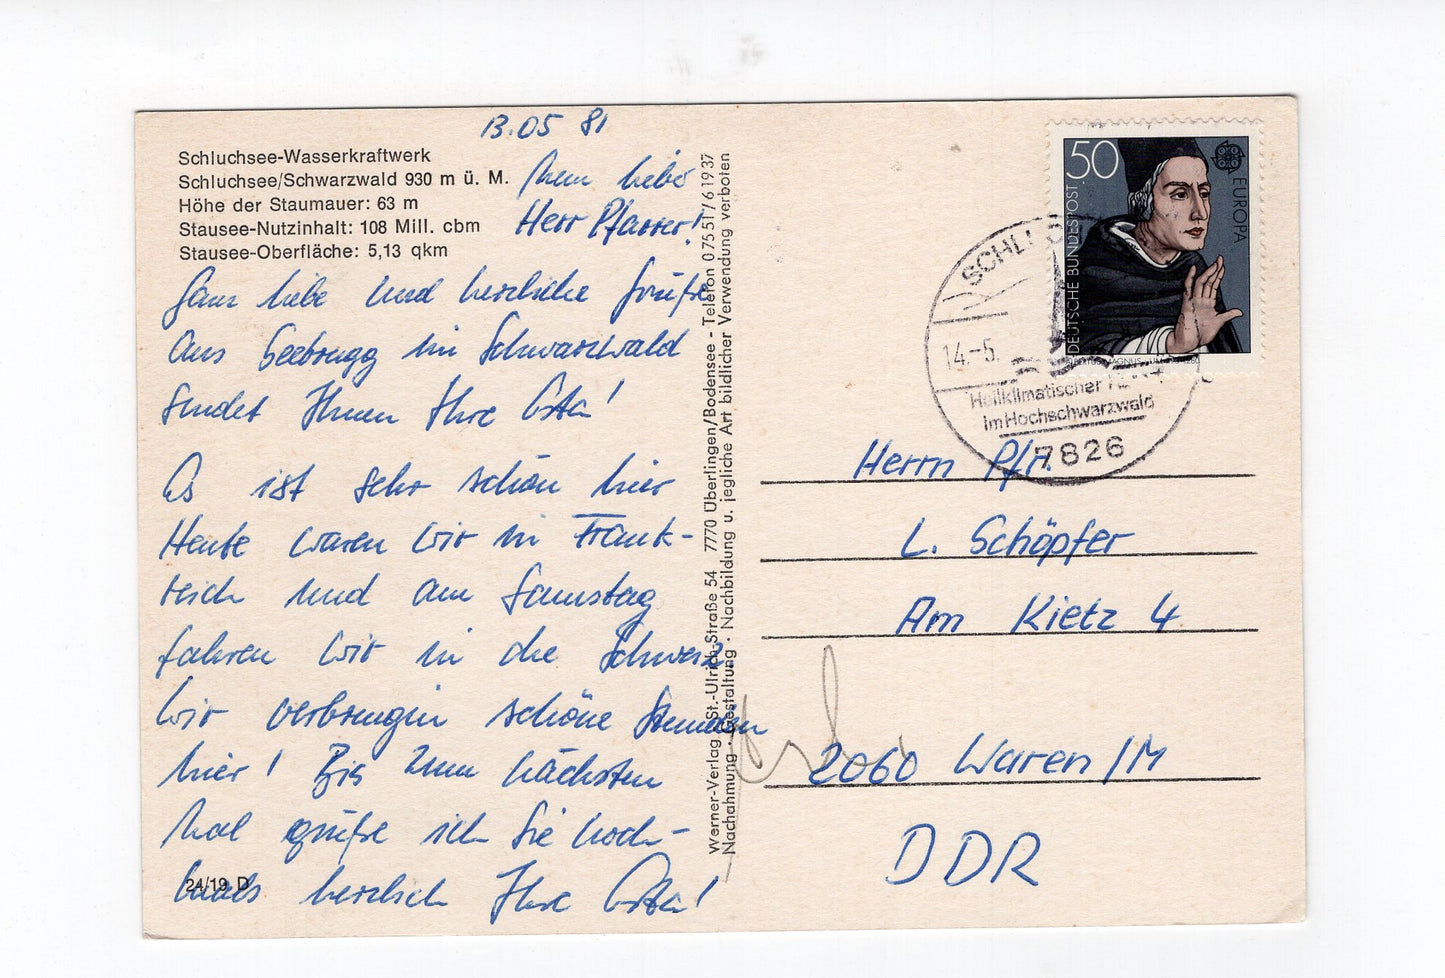 13.05 81
Schluchsee-Wasserkraftwerk
Schluchsee/Schwarzwald 930 m ü. M.
Höhe der Staumauer: 63 m
Stausee-Nutzinhalt: 108 Mill. cbm
Stausee-Oberfläche: 5,13 qkm
Mein lieber
Herr Pfarrer!
Ganz liebe und herzliche Grüße
aus Seebrugg im Schwarzwald
sendet Ihnen Ihre
Es ist sehr schön hier
Heute waren wir in Frank-
reich und am Samstag
fahren wir in die Schweiz
Wir verbringen schöne Stunden
hier! Bis zum nächsten
Mal grüße ich Sie noch-
mals herzlich Ihre
24/19 D
Werner-Verlag · St.-Ulrich-Straße 54 7770 Überlingen/Bodensee - Telefon 07551/61937
Nachahmung · Gestaltung · Nachbildung u. jegliche Art bildlicher Verwendung verboten
50
DEUTSCHE BUNDESPOST
EUROPA
14.-5.
Heilklimatischer
im Hochschwarzwald
7826
Herrn Pfr.
L. Schöpfer
Am Kietz 4
2060 Waren/M
DDR